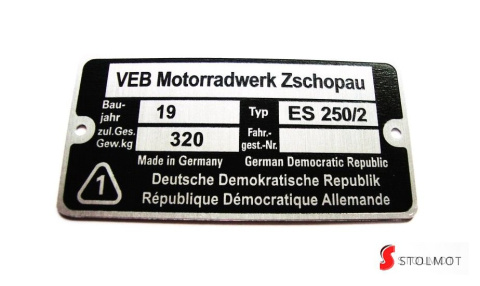 VEB Motorradwerk Zschopau
Bau-
jahr 19 Typ ES 250/2
zul.Ges.
Gew.kg 320 Fahr-
gest.-Nr.
Made in Germany German Democratic Republic
1 Deutsche Demokratische Republik
République Démocratique Allemande
S STOLMOT